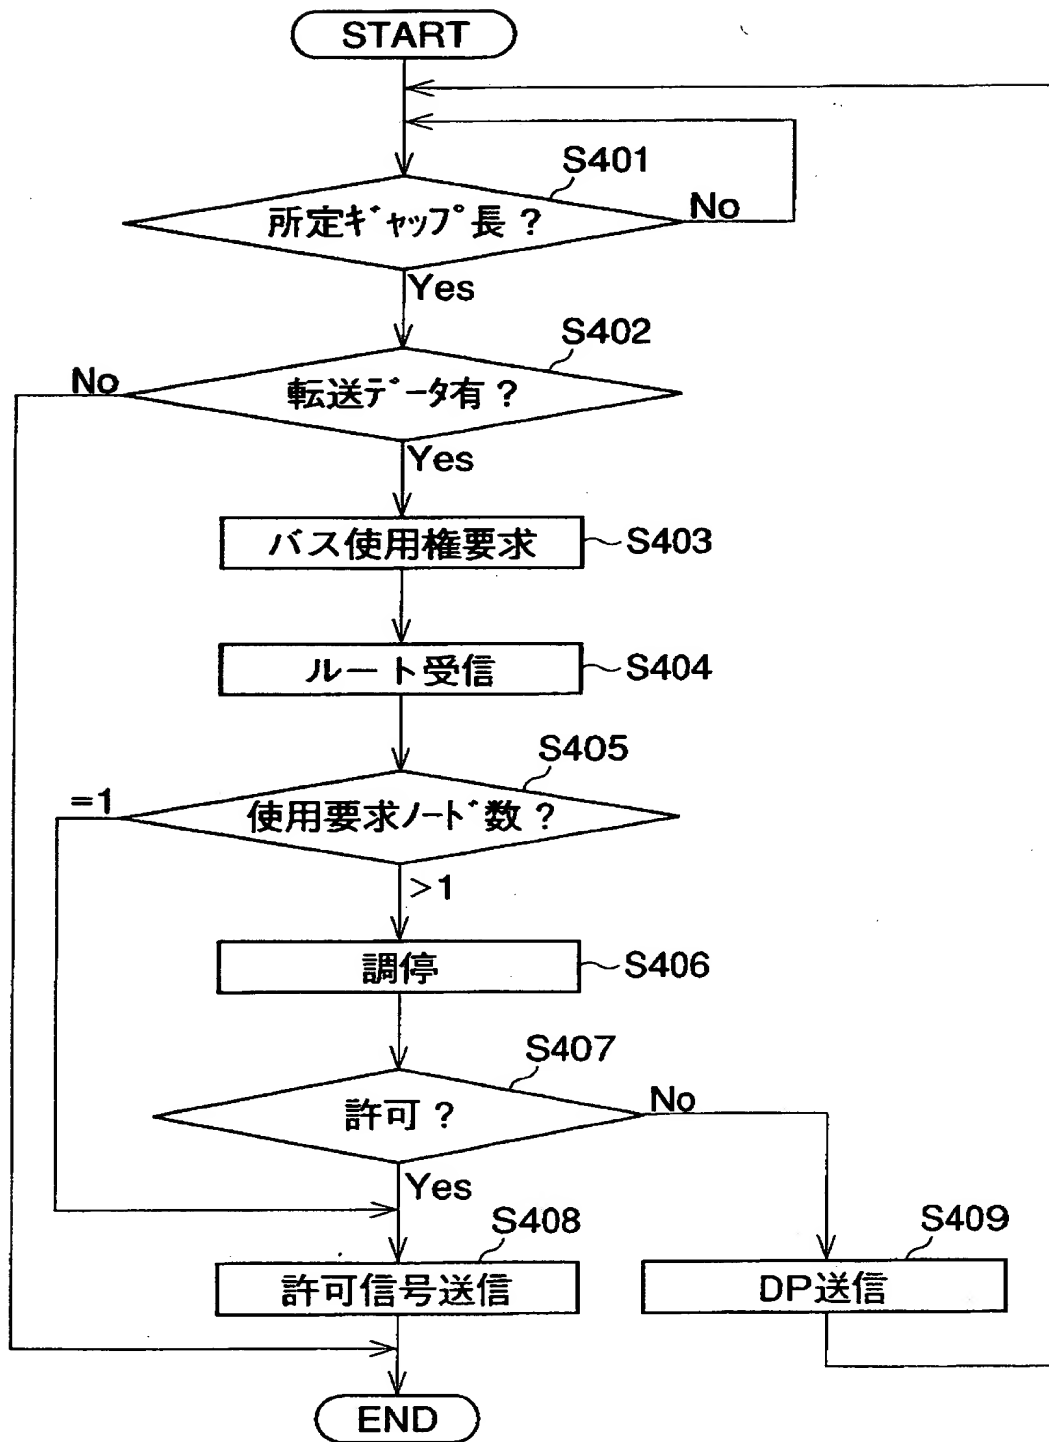 START
S401
所定ギャップ長?
No
Yes
S402
No
転送データ有?
Yes
バス使用権要求
S403
ルート受信
S404
S405
=1
使用要求ノード数?
>1
調停
S406
S407
許可?
No
Yes
S408
S409
許可信号送信
DP送信
END